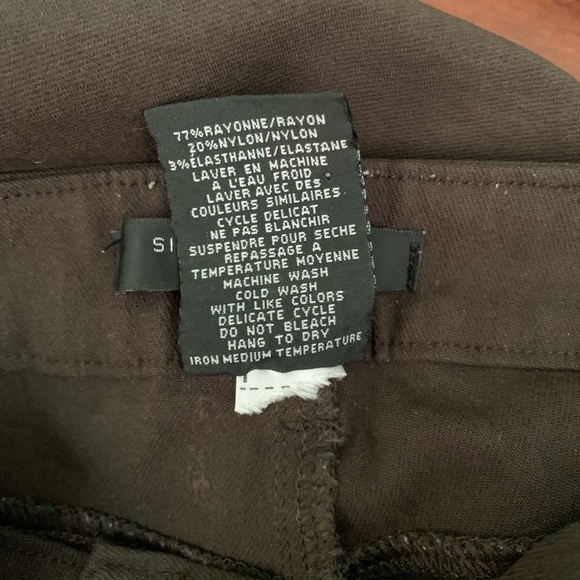 77%RAYONNE/RAYON
20%NYLON/NYLON
3%ÉLASTHANNE/ELASTANE
LAVER EN MACHINE
A L'EAU FROID
LAVER AVEC DES
COULEURS SIMILAIRES
CYCLE DELICAT
NE PAS BLANCHIR
SUSPENDRE POUR SECHE
REPASSAGE A
TEMPERATURE MOYENNE
MACHINE WASH
COLD WASH
WITH LIKE COLORS
DELICATE CYCLE
DO NOT BLEACH
HANG TO DRY
IRON MEDIUM TEMPERATURE